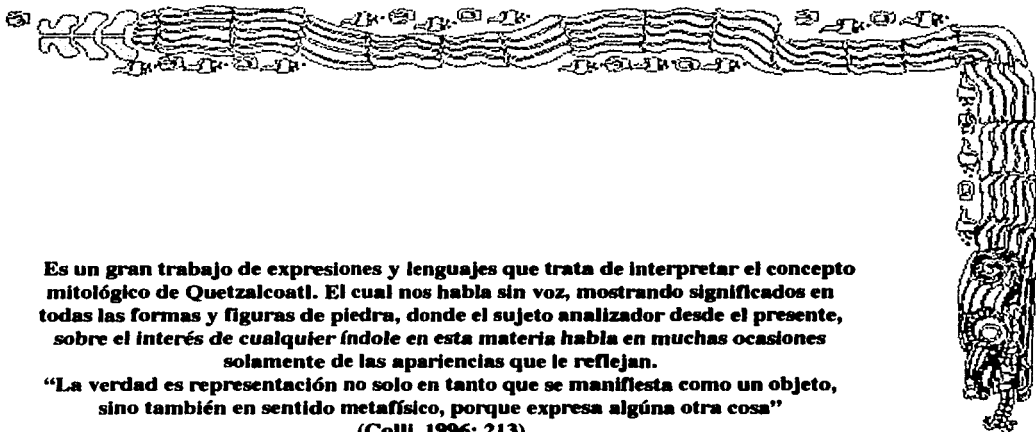 Es un gran trabajo de expresiones y lenguajes que trata de interpretar el concepto
mitológico de Quetzalcoatl. El cual nos habla sin voz, mostrando significados en
todas las formas y figuras de piedra, donde el sujeto analizador desde el presente,
sobre el interés de cualquier índole en esta materia habla en muchas ocasiones
solamente de las apariencias que le reflejan.
“La verdad es representación no solo en tanto que se manifiesta como un objeto,
sino también en sentido metafísico, porque expresa algúna otra cosa”
(Colli, 1996: 213)